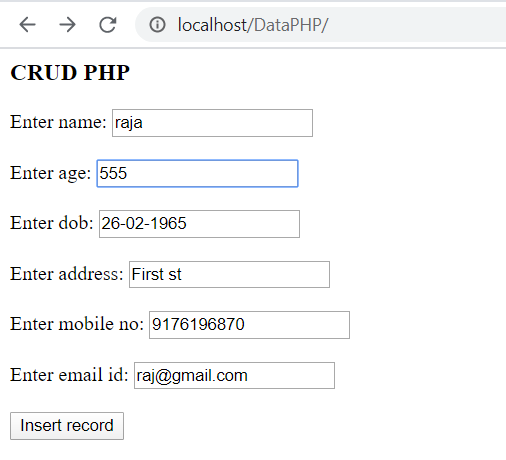 localhost/DataPHP/
CRUD PHP
Enter name: raja
Enter age: 555
Enter dob: 26-02-1965
Enter address: First st
Enter mobile no: 9176196870
Enter email id: raj@gmail.com
Insert record